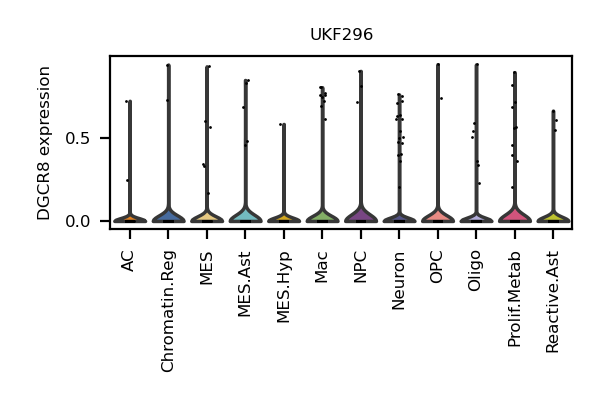 UKF296
DGCR8 expression
0.5
0.0
AC
Chromatin.Reg
MES
MES.Ast
MES.Hyp
Mac
NPC
Neuron
OPC
Oligo
Prolif.Metab
Reactive.Ast